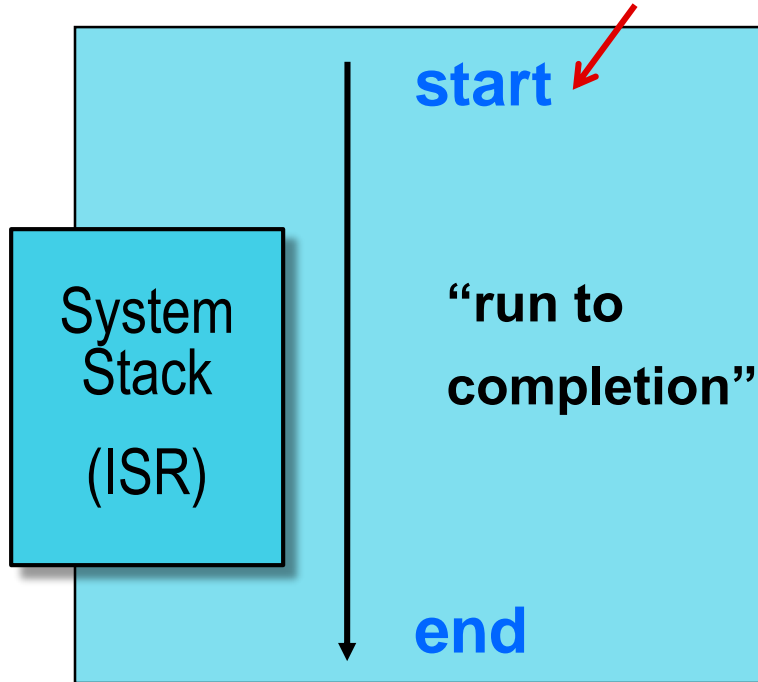 start
System
Stack
(ISR)
“run to
completion”
end